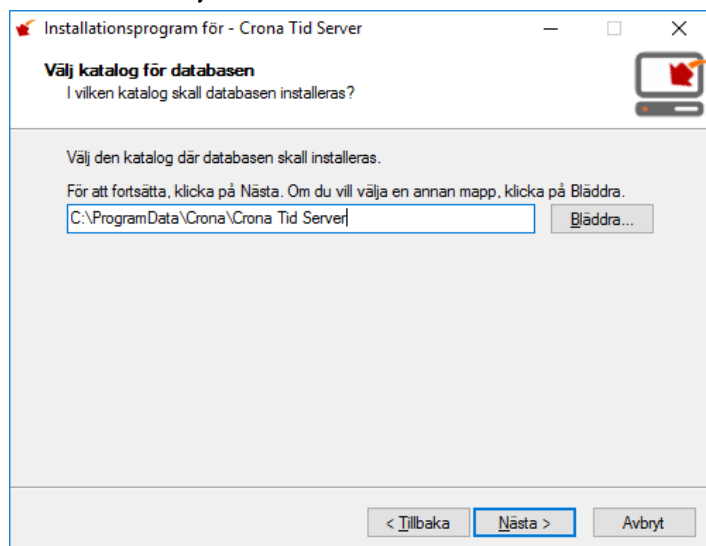 Installationsprogram för - Crona Tid Server
Välj katalog för databasen
I vilken katalog skall databasen installeras?
Välj den katalog där databasen skall installeras.
För att fortsätta, klicka på Nästa. Om du vill välja en annan mapp, klicka på Bläddra.
C:\ProgramData\Crona\Crona Tid Server
Bläddra...
< Tillbaka
Nästa >
Avbryt